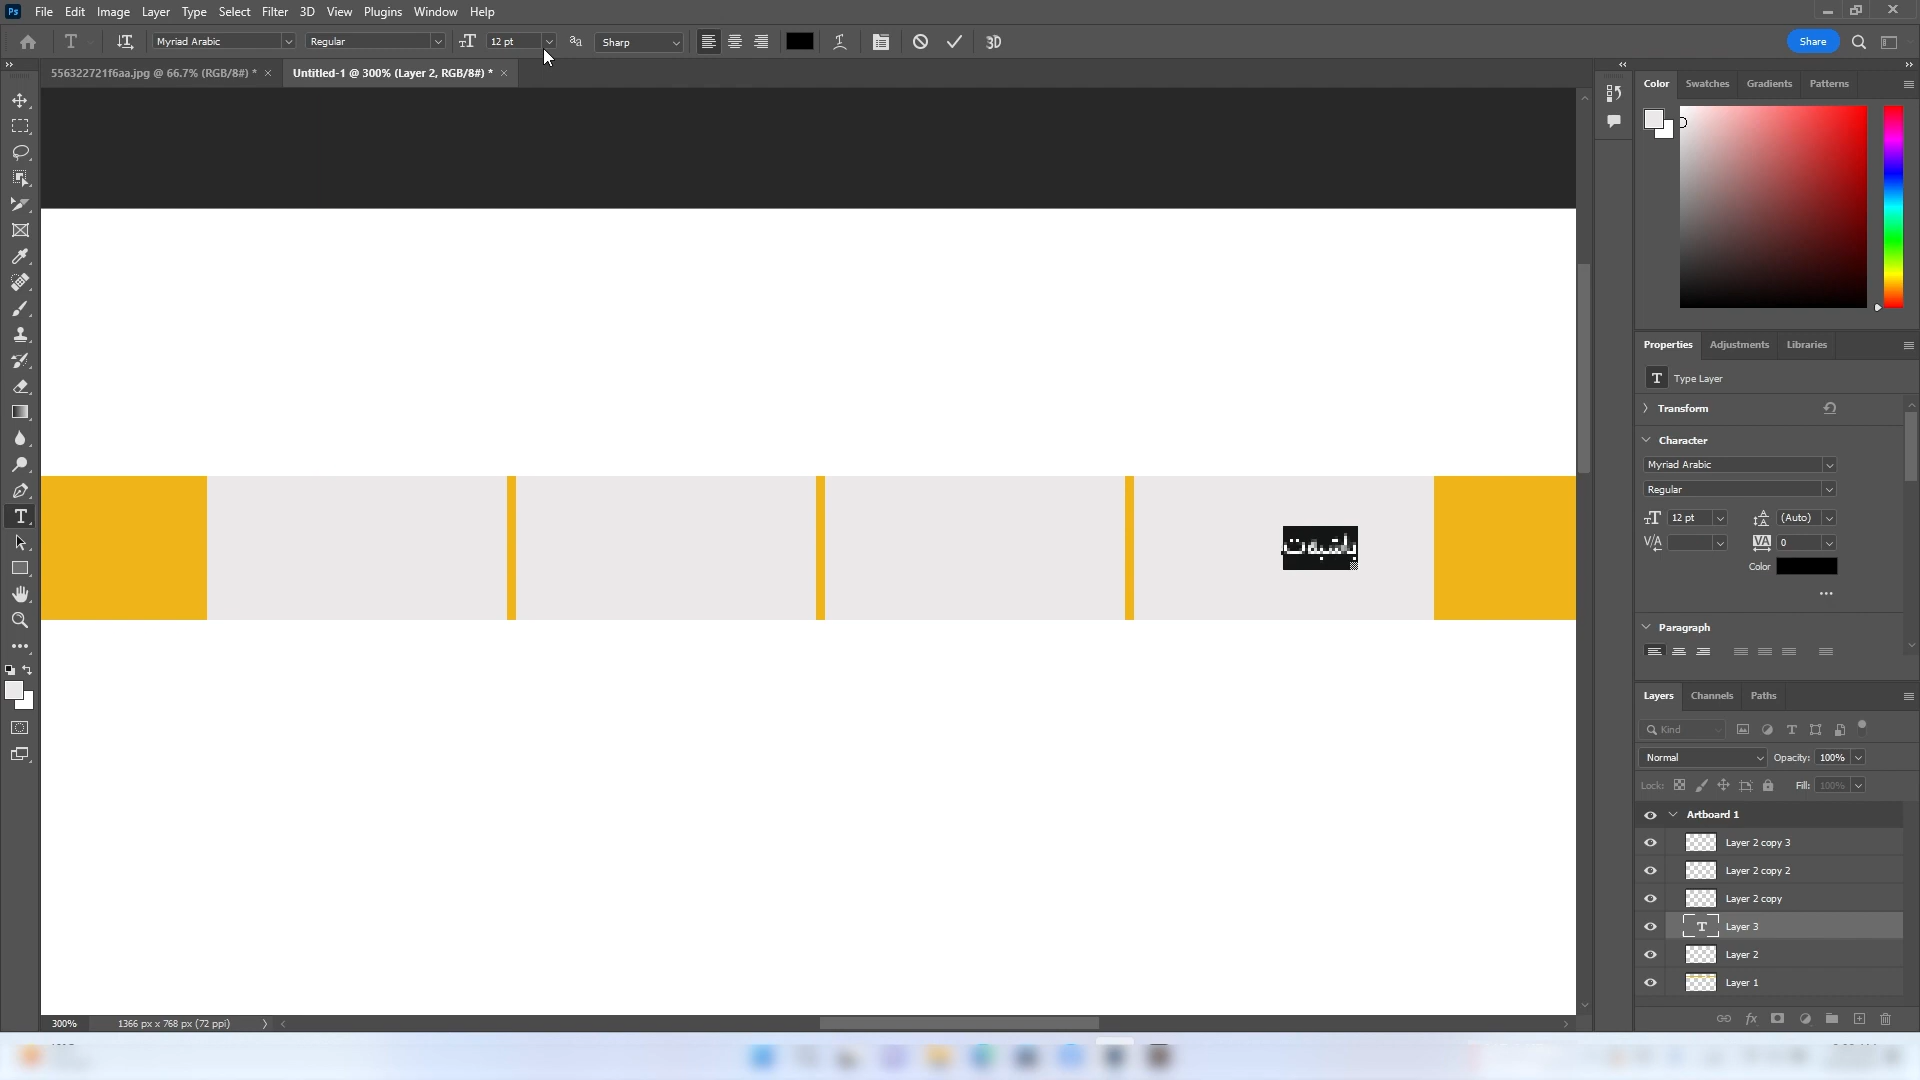 File Edit Image Layer Type Select Filter 3D View Plugins Window Help
Myriad Arabic Regular 12 pt Sharp 3D Share
556322721f6aa.jpg @ 66.7% (RGB/8#) * Untitled-1 @ 300% (Layer 2, RGB/8#) *
Color Swatches Gradients Patterns
Properties Adjustments Libraries
Type Layer
Transform
Character
Myriad Arabic
Regular
12 pt (Auto)
0
Color
Paragraph
Layers Channels Paths
Kind
Normal Opacity: 100%
Lock: Fill: 100%
Artboard 1
Layer 2 copy 3
Layer 2 copy 2
Layer 2 copy
Layer 3
Layer 2
Layer 1
300% 1366 px x 768 px (72 ppi)